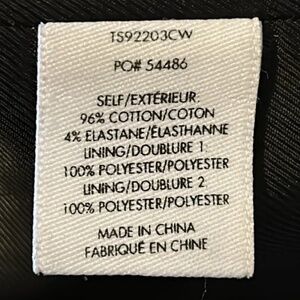 TS92203CW
PO# 54486
SELF/EXTÉRIEUR:
96% COTTON/COTON
4% ELASTANE/ÉLASTHANNE
LINING/DOUBLURE 1:
100% POLYESTER/POLYESTER
LINING/DOUBLURE 2:
100% POLYESTER/POLYESTER
MADE IN CHINA
FABRIQUÉ EN CHINE